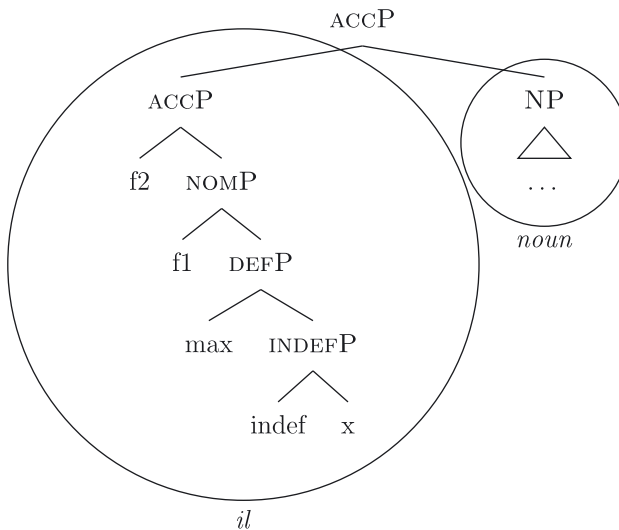 ACCP
ACCP NP
f2 NOMP ...
f1 DEFP noun
max INDEFP
indef x
il